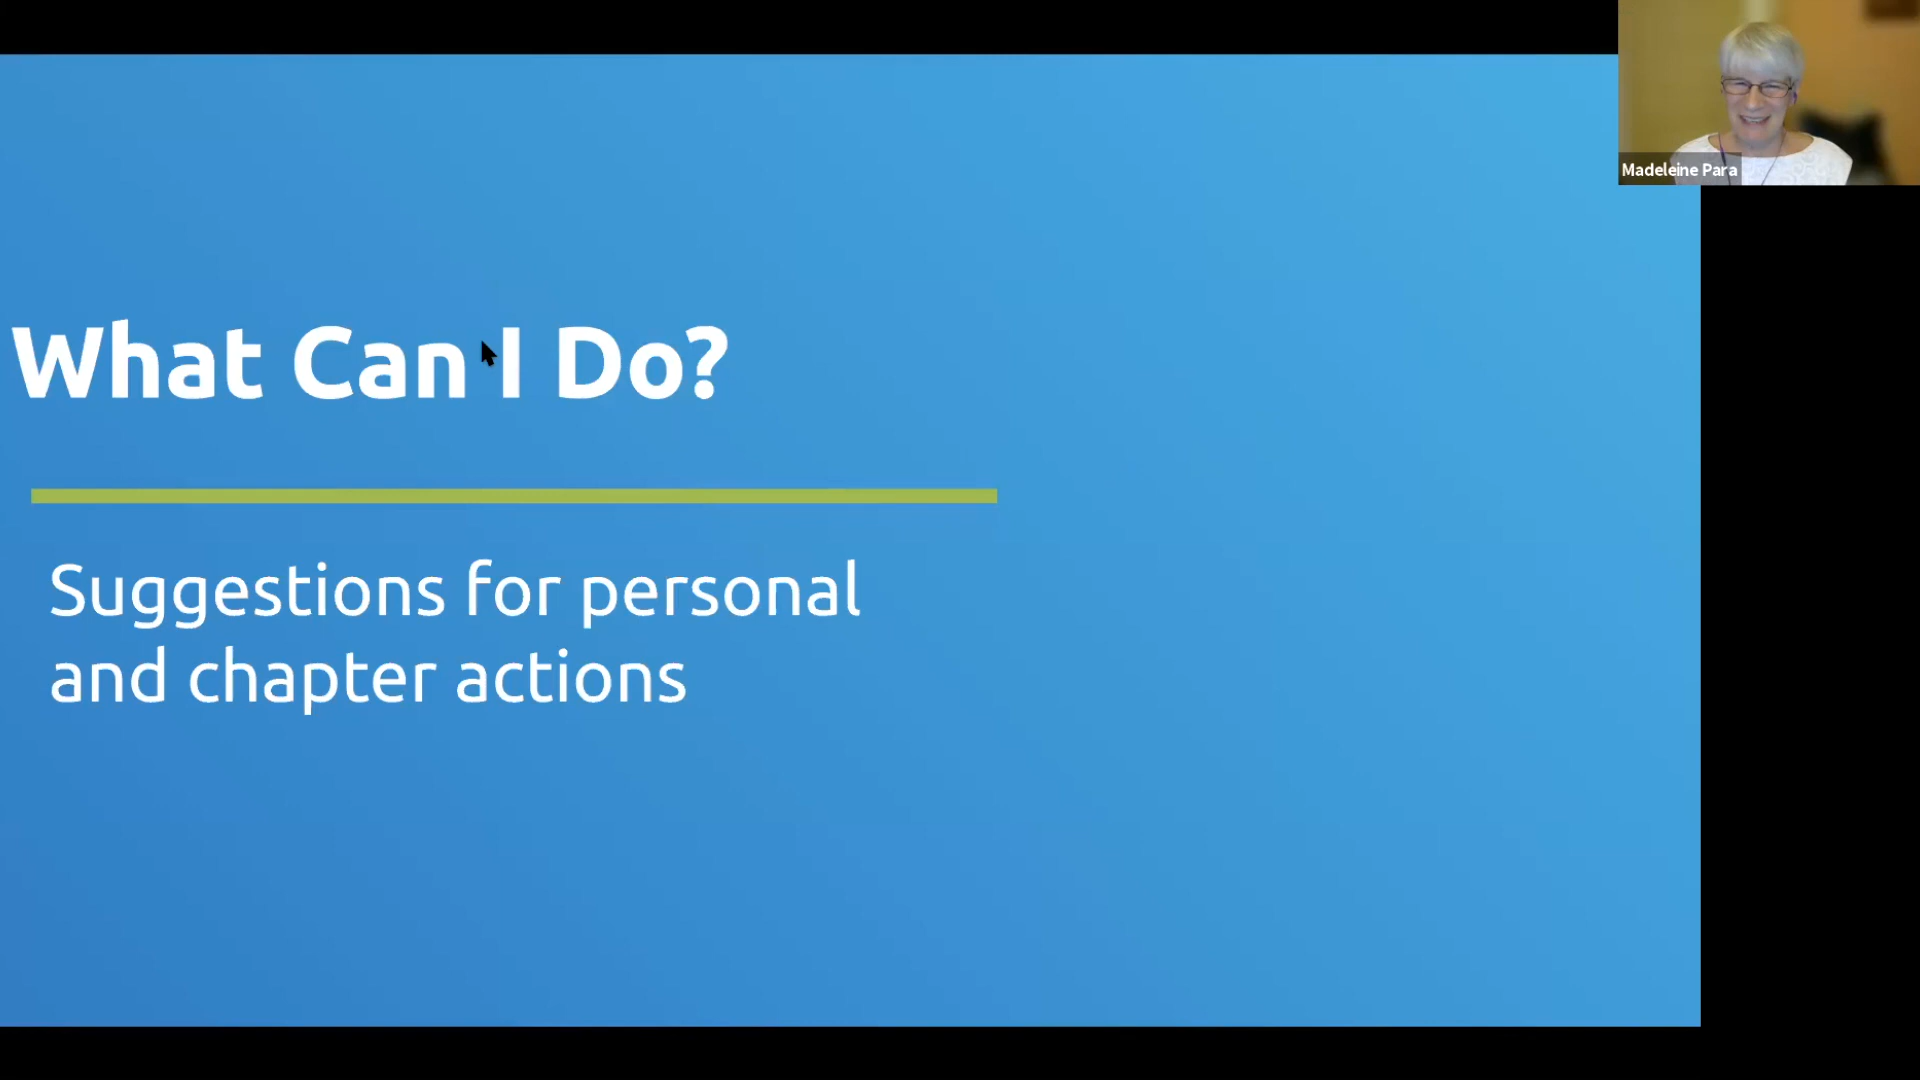 What Can I Do?
Suggestions for personal
and chapter actions
Madeleine Para